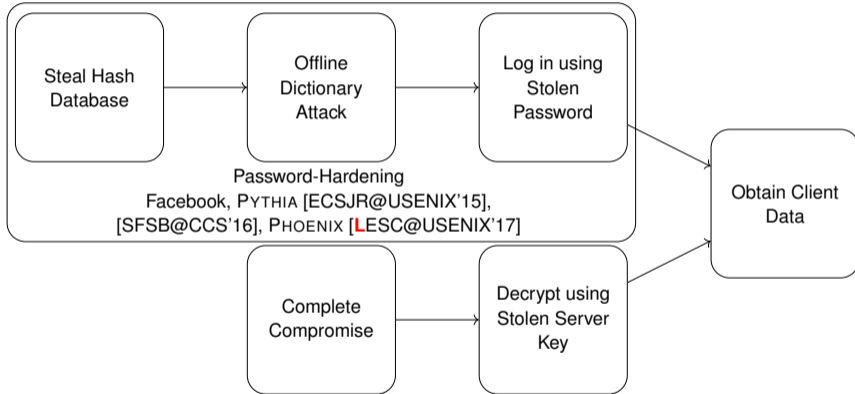 Steal Hash
Database
Offline
Dictionary
Attack
Log in using
Stolen
Password
Password-Hardening
Facebook, PYTHIA [ECSJR@USENIX'15],
[SFSB@CCS'16], PHOENIX [LESC@USENIX'17]
Obtain Client
Data
Complete
Compromise
Decrypt using
Stolen Server
Key